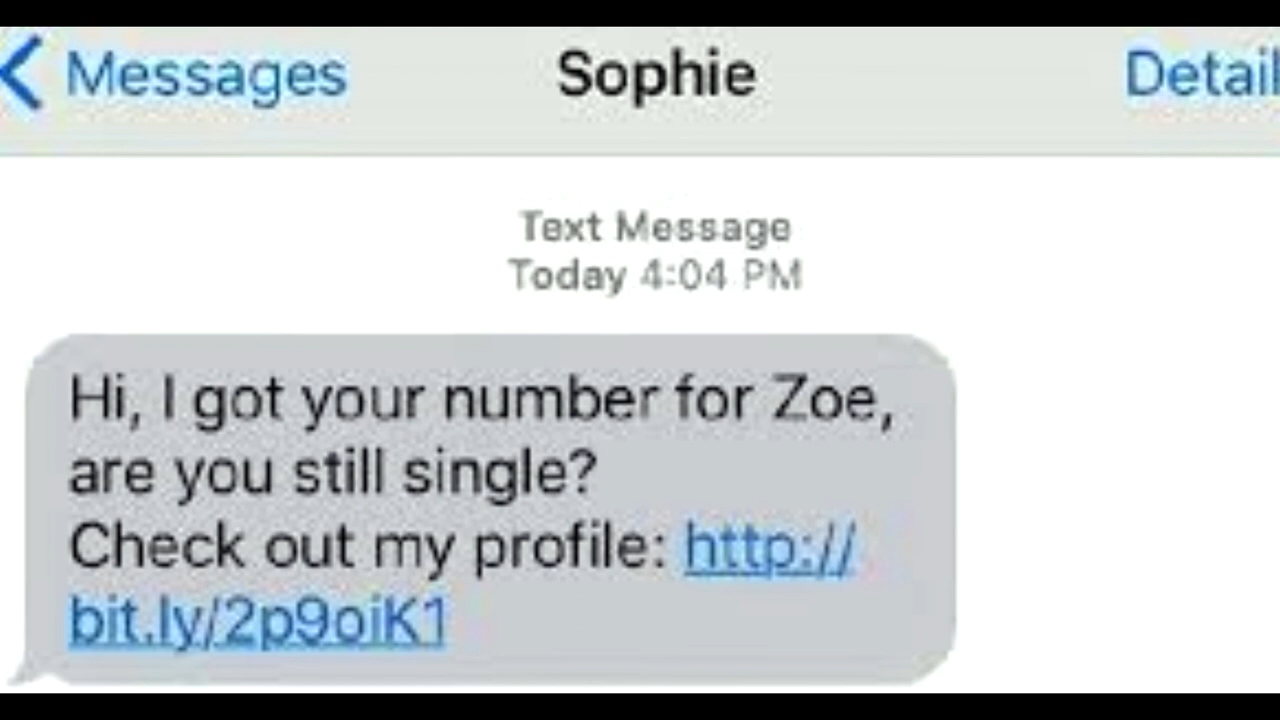 Messages Sophie Detail
Text Message
Today 4:04 PM
Hi, I got your number for Zoe,
are you still single?
Check out my profile: http://
bit.ly/2p9oiK1